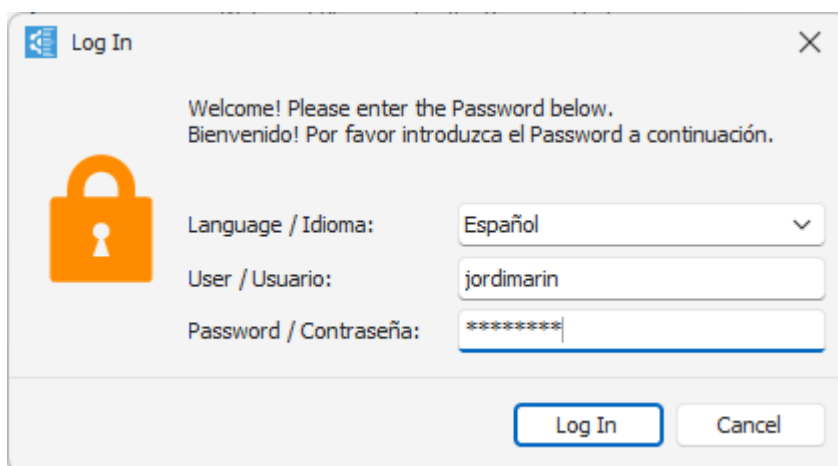 Log In
Welcome! Please enter the Password below.
Bienvenido! Por favor introduzca el Password a continuación.
Language / Idioma: Español
User / Usuario: jordimarin
Password / Contraseña: ********
Log In Cancel